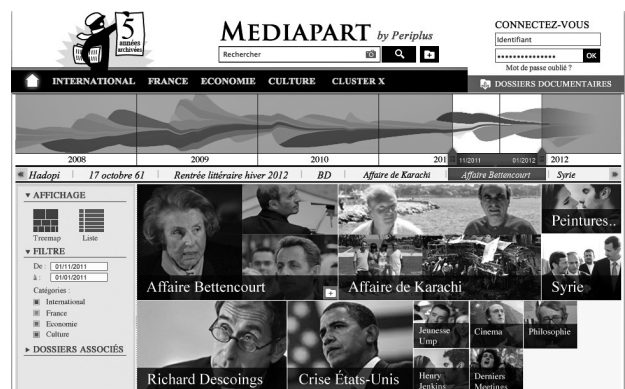 5
années
archivées
MEDIAPART by Periplus
Rechercher
CONNECTEZ-VOUS
Identifiant
OK
Mot de passe oublié ?
INTERNATIONAL FRANCE ECONOMIE CULTURE CLUSTER X
DOSSIERS DOCUMENTAIRES
2008 2009 2010 201 11/2011 01/2012 2012
Hadopi 17 octobre 61 Rentrée littéraire hiver 2012 BD Affaire de Karachi Affaire Bettencourt Syrie
AFFICHAGE
Treemap Liste
FILTRE
De : 01/11/2011
à : 01/01/2011
Catégories :
International
France
Economie
Culture
DOSSIERS ASSOCIÉS
Affaire Bettencourt
Affaire de Karachi
Peintures..
Syrie
Richard Descoings
Crise États-Unis
Jeunesse
Ump
Cinema
Philosophie
Henry
Jenkins
Derniers
Meetings